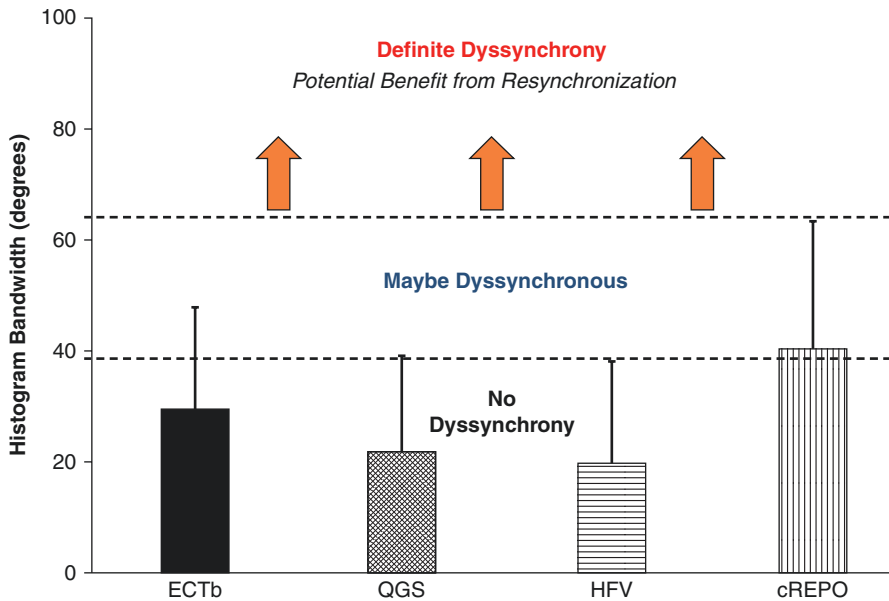 100
Definite Dyssynchrony
Potential Benefit from Resynchronization
80
60
Maybe Dyssynchronous
40
No
Dyssynchrony
20
0
ECTb
QGS
HFV
cREPO
Histogram Bandwidth (degrees)